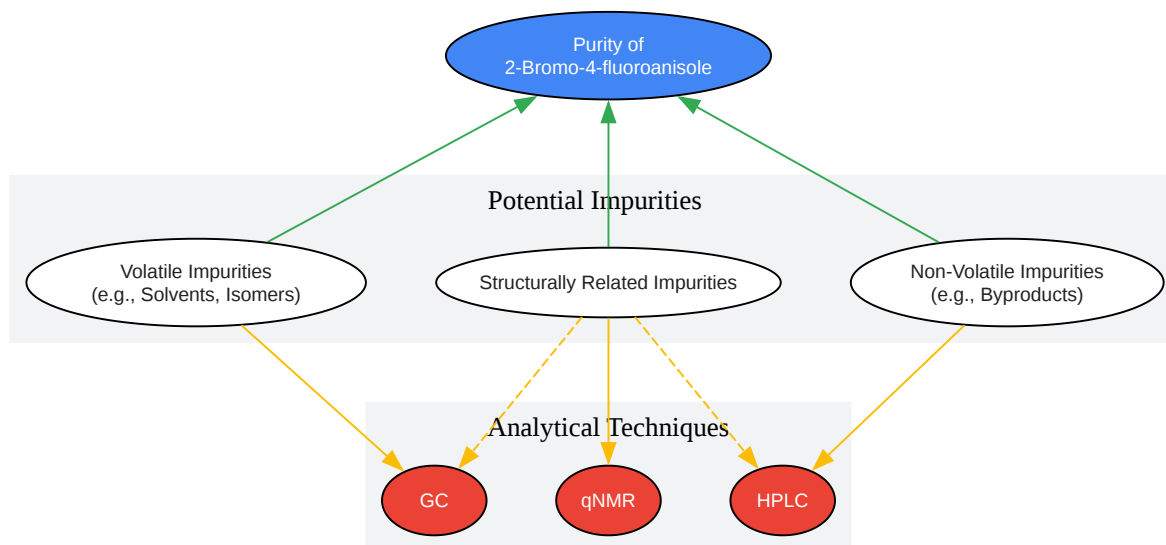 Purity of
2-Bromo-4-fluoroanisole
Potential Impurities
Volatile Impurities
(e.g., Solvents, Isomers)
Structurally Related Impurities
Non-Volatile Impurities
(e.g., Byproducts)
Analytical Techniques
GC
qNMR
HPLC